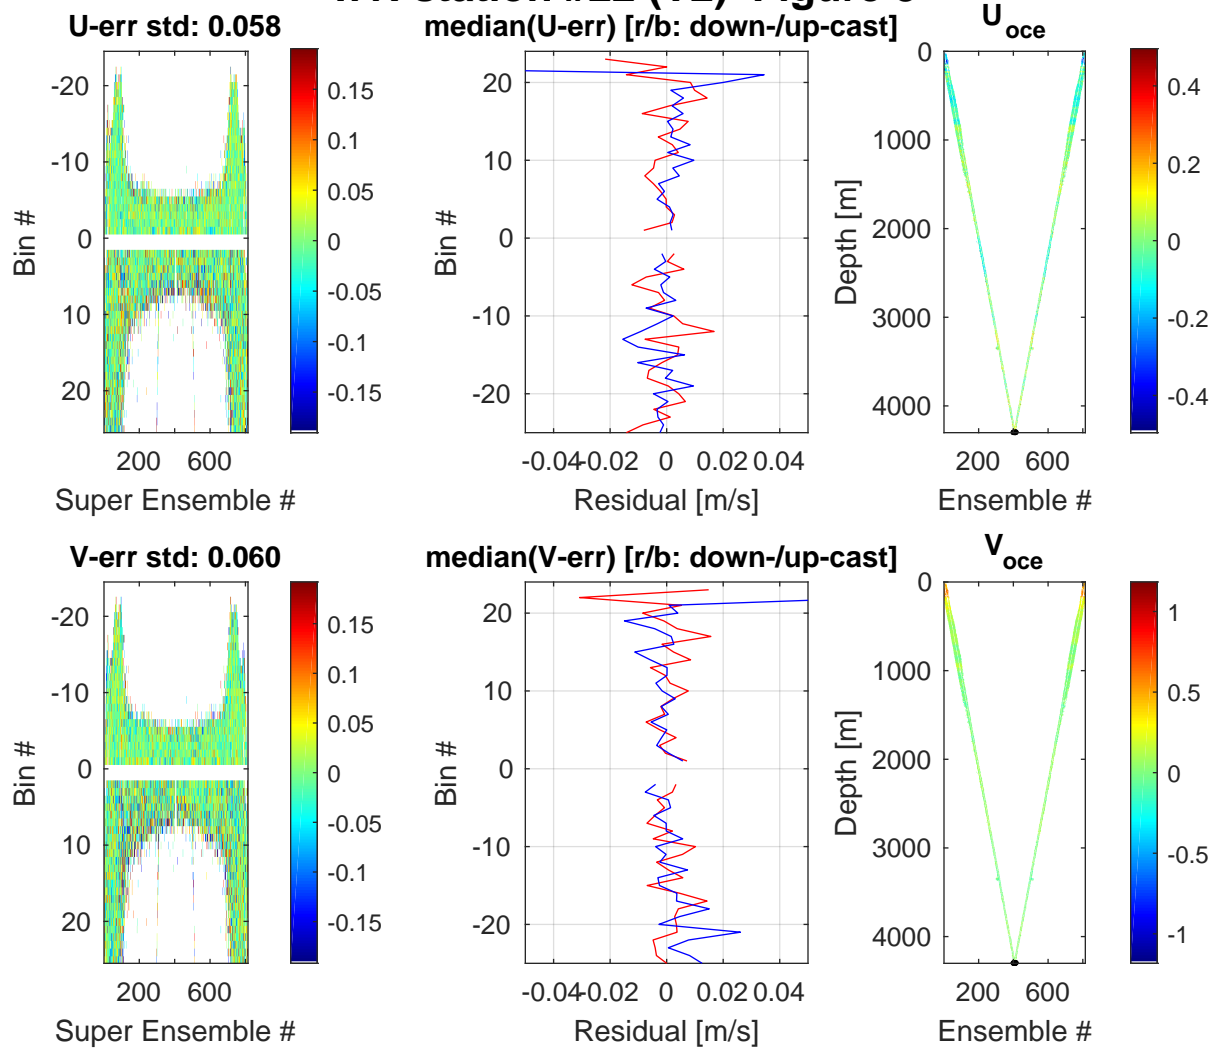 U-err std: 0.058
median(U-err) [r/b: down-/up-cast]
U
oce
-20
-10
0
10
20
Bin #
200 600
Super Ensemble #
0.15
0.1
0.05
0
-0.05
-0.1
-0.15
20
10
0
-10
-20
Bin #
-0.04 -0.02 0 0.02 0.04
Residual [m/s]
0
1000
2000
3000
4000
Depth [m]
200 600
Ensemble #
0.4
0.2
0
-0.2
-0.4
V-err std: 0.060
median(V-err) [r/b: down-/up-cast]
V
oce
-20
-10
0
10
20
Bin #
200 600
Super Ensemble #
0.15
0.1
0.05
0
-0.05
-0.1
-0.15
20
10
0
-10
-20
Bin #
-0.04 -0.02 0 0.02 0.04
Residual [m/s]
0
1000
2000
3000
4000
Depth [m]
200 600
Ensemble #
1
0.5
0
-0.5
-1